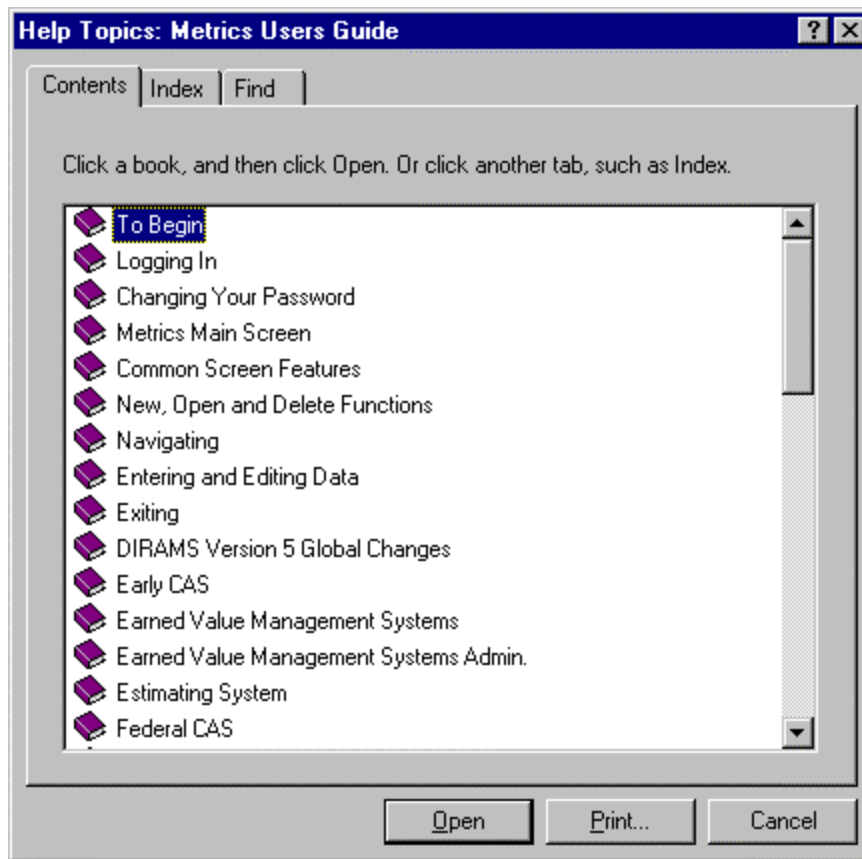 Help Topics: Metrics Users Guide
Contents Index Find
Click a book, and then click Open. Or click another tab, such as Index.
To Begin
Logging In
Changing Your Password
Metrics Main Screen
Common Screen Features
New, Open and Delete Functions
Navigating
Entering and Editing Data
Exiting
DIRAMS Version 5 Global Changes
Early CAS
Earned Value Management Systems
Earned Value Management Systems Admin.
Estimating System
Federal CAS
Open Print... Cancel